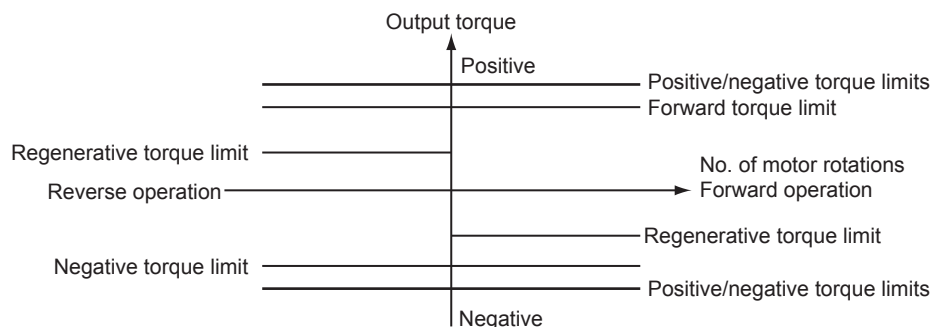 Output torque
Positive
Positive/negative torque limits
Forward torque limit
Regenerative torque limit
No. of motor rotations
Reverse operation
Forward operation
Regenerative torque limit
Negative torque limit
Positive/negative torque limits
Negative